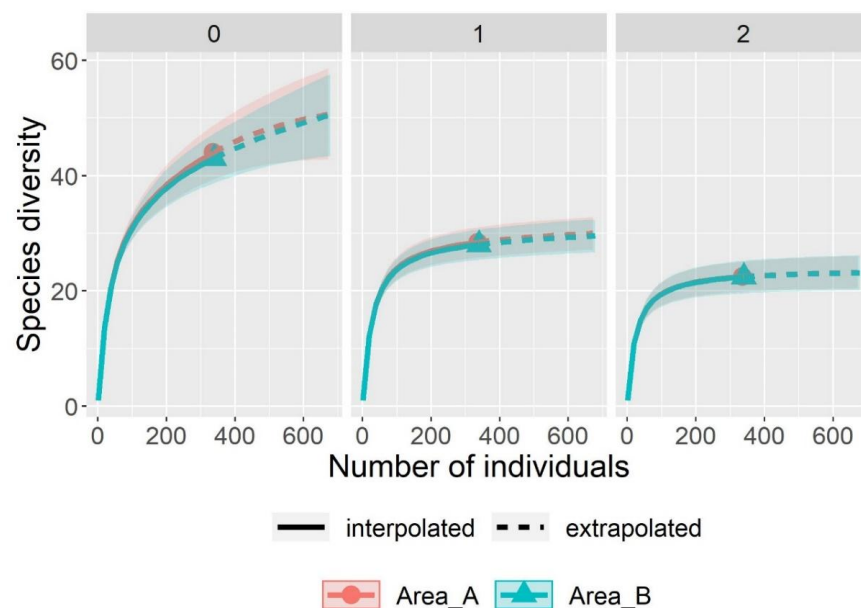 0 1 2
Species diversity
60
40
20
0
0 200 400 600 0 200 400 600 0 200 400 600
Number of individuals
interpolated extrapolated
Area_A Area_B